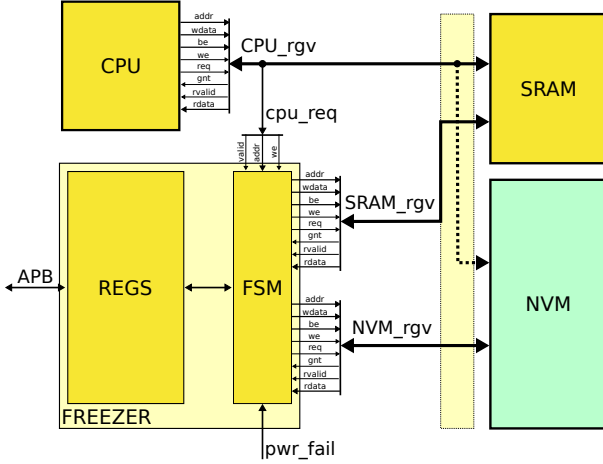 CPU
addr
wdata
be
we
req
gnt
rvalid
rdata
CPU_rgv
SRAM
cpu_req
valid
addr
we
APB
REGS
FSM
addr
wdata
be
we
req
gnt
rvalid
rdata
SRAM_rgv
addr
wdata
be
we
req
gnt
rvalid
rdata
NVM_rgv
NVM
FREEZER
pwr_fail